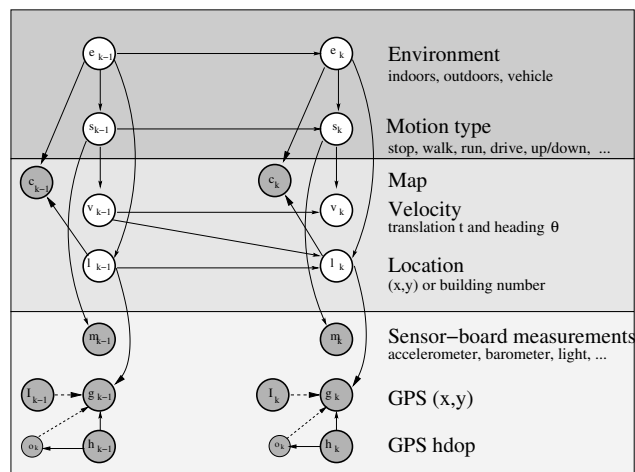 e k-1
e k
Environment
indoors, outdoors, vehicle
s k-1
s k
Motion type
stop, walk, run, drive, up/down, ...
c k-1
c k
Map
v k-1
v k
Velocity
translation t and heading θ
l k-1
l k
Location
(x,y) or building number
m k-1
m k
Sensor-board measurements
accelerometer, barometer, light, ...
I k-1
g k-1
I k
g k
GPS (x,y)
o k
h k-1
o k
h k
GPS hdop